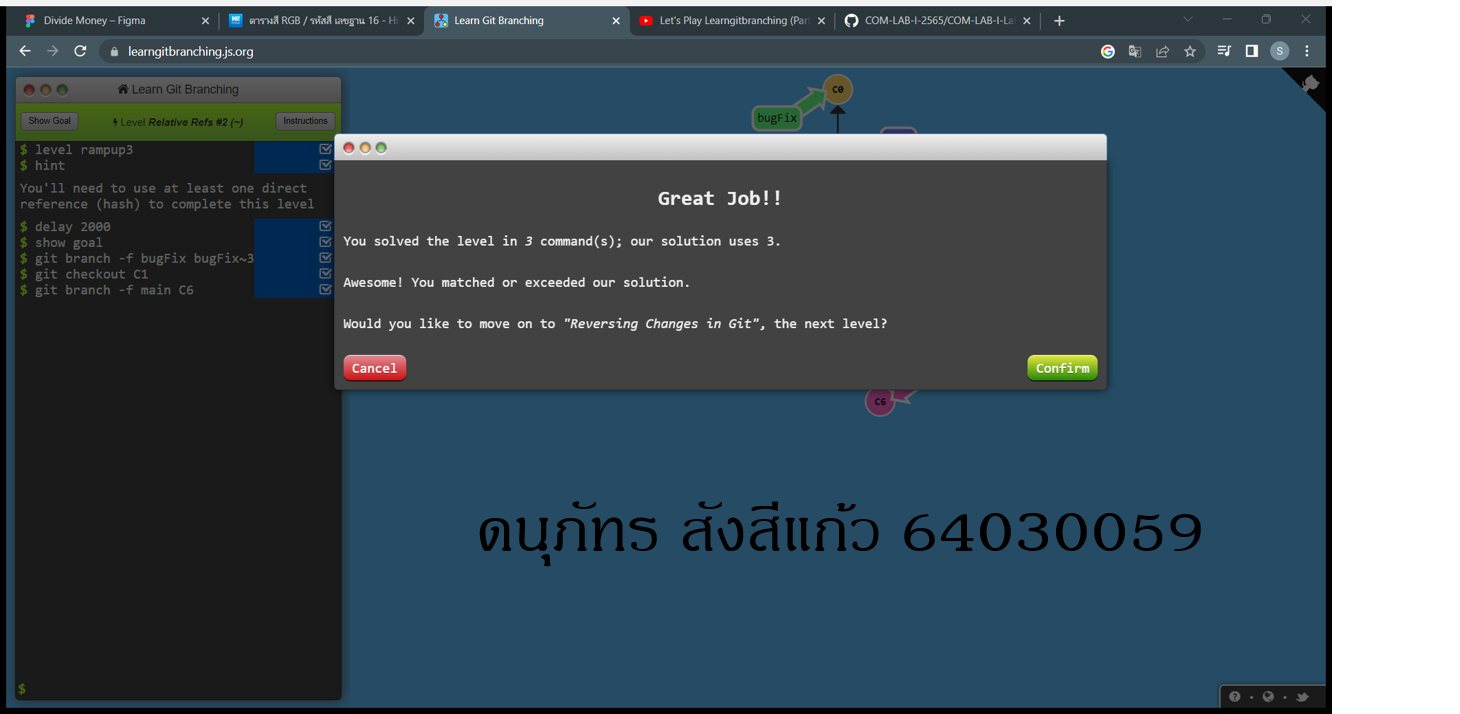 Divide Money – Figma
ตารางสี RGB / รหัสสี เลขฐาน 16 - Hi
Learn Git Branching
Let's Play Learngitbranching (Par
COM-LAB-I-2565/COM-LAB-I-La
learngitbranching.js.org
S
Learn Git Branching
Show Goal
Level Relative Refs #2 (~)
Instructions
$ level rampup3
$ hint
You'll need to use at least one direct
reference (hash) to complete this level
$ delay 2000
$ show goal
$ git branch -f bugFix bugFix~3
$ git checkout C1
$ git branch -f main C6
$
C0
bugFix
Great Job!!
You solved the level in 3 command(s); our solution uses 3.
Awesome! You matched or exceeded our solution.
Would you like to move on to "Reversing Changes in Git", the next level?
Cancel
Confirm
C6
ดนุภัทร สังสีแก้ว 64030059